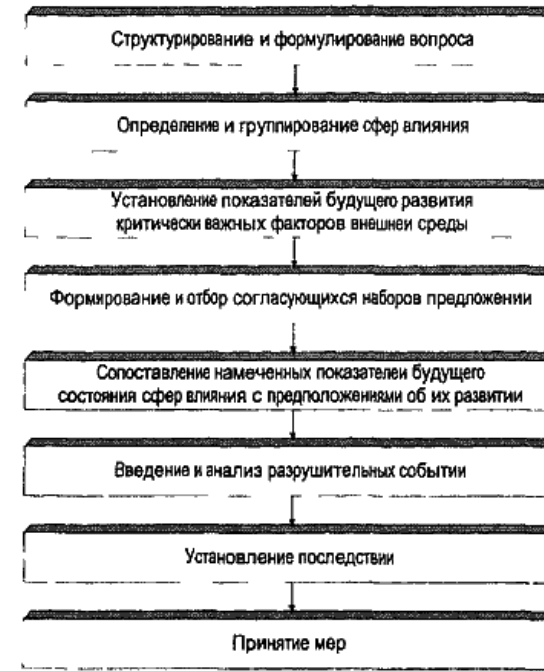 Структурирование и формулирование вопроса
Определение и группирование сфер влияния
Установление показателей будущего развития
критически важных факторов внешнеи среды
Формирование и отбор согласующихся наборов предложении
Сопоставление намеченных показателеи будущего
состояния сфер влияния с предположениями об их развитии
Введение и анализ разрушительных событии
Установление последствии
Принятие мер